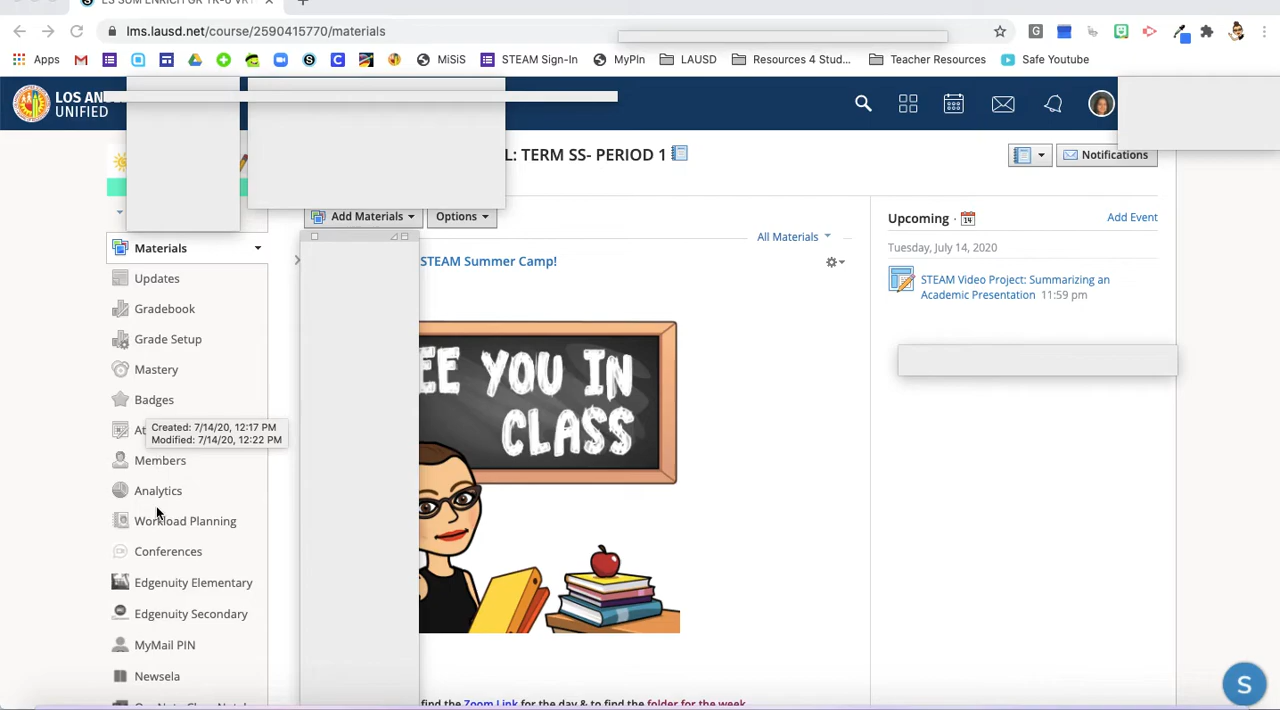 lms.lausd.net/course/2590415770/materials
Apps MiSiS STEAM Sign-In MyPln LAUSD Resources 4 Stud... Teacher Resources Safe Youtube
LOS AN
UNIFIED
L: TERM SS- PERIOD 1
Notifications
Add Materials Options
All Materials
Upcoming · 14 Add Event
Tuesday, July 14, 2020
STEAM Video Project: Summarizing an
Academic Presentation 11:59 pm
Materials
Updates
Gradebook
Grade Setup
Mastery
Badges
At
Created: 7/14/20, 12:17 PM
Modified: 7/14/20, 12:22 PM
Members
Analytics
Workload Planning
Conferences
Edgenuity Elementary
Edgenuity Secondary
MyMail PIN
Newsela
STEAM Summer Camp!
EE YOU IN
CLASS
find the Zoom Link for the day & to find the folder for the week
S